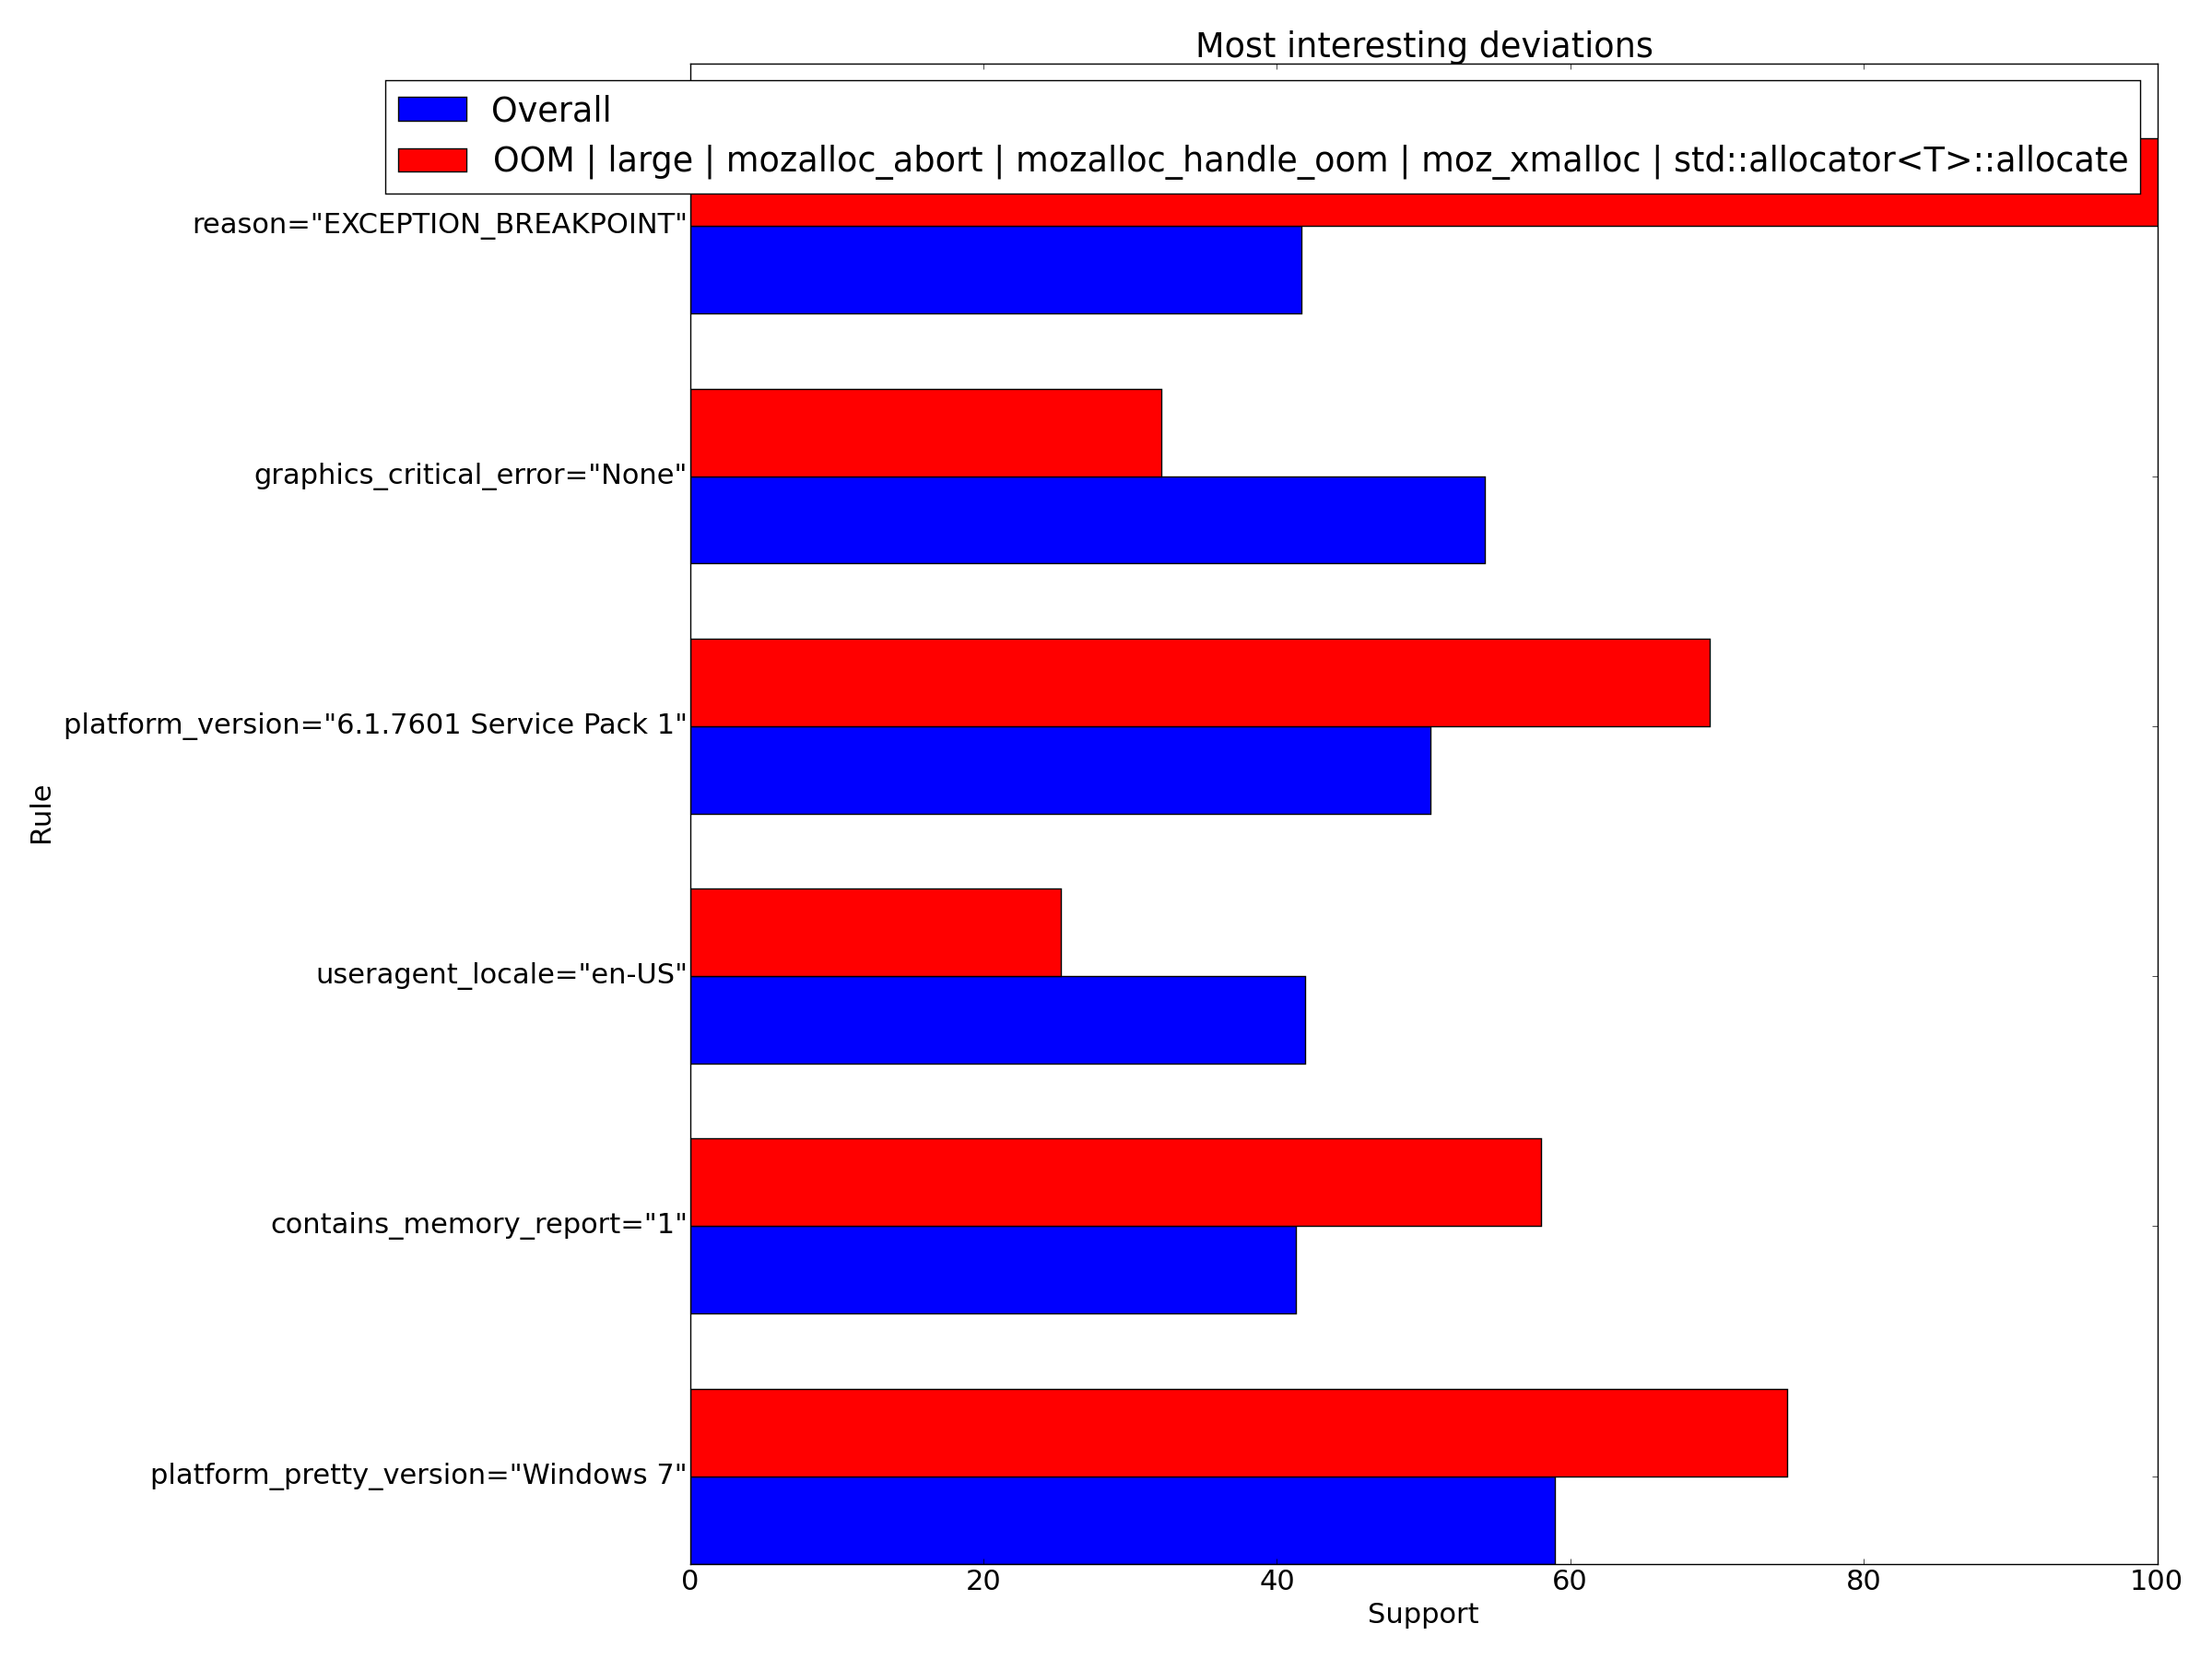 Most interesting deviations
Overall
OOM | large | mozalloc_abort | mozalloc_handle_oom | moz_xmalloc | std::allocator<T>::allocate
reason="EXCEPTION_BREAKPOINT"
graphics_critical_error="None"
platform_version="6.1.7601 Service Pack 1"
Rule
useragent_locale="en-US"
contains_memory_report="1"
platform_pretty_version="Windows 7"
0 20 40 60 80 100
Support